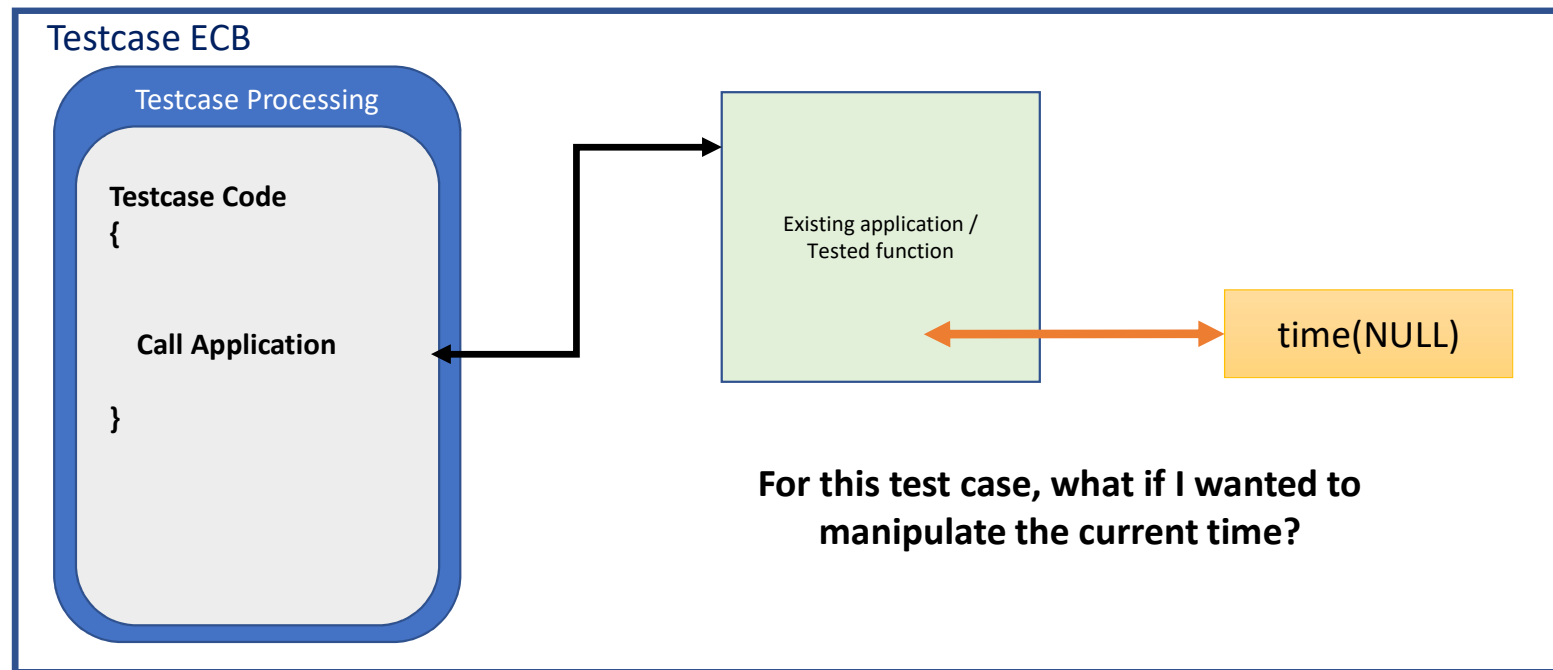 Testcase ECB
Testcase Processing
Testcase Code
{
Call Application
}
Existing application /
Tested function
time(NULL)
For this test case, what if I wanted to
manipulate the current time?